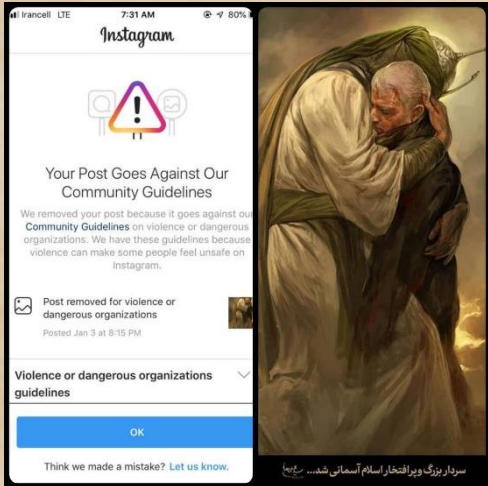 Irancell LTE
7:31 AM
80%
Instagram
Your Post Goes Against Our
Community Guidelines
We removed your post because it goes against our
Community Guidelines on violence or dangerous
organizations. We have these guidelines because
violence can make some people feel unsafe on
Instagram.
Post removed for violence or
dangerous organizations
Posted Jan 3 at 8:15 PM
Violence or dangerous organizations
guidelines
OK
Think we made a mistake? Let us know.
سردار بزرگ و پرافتخار اسلام آسمانی شد...